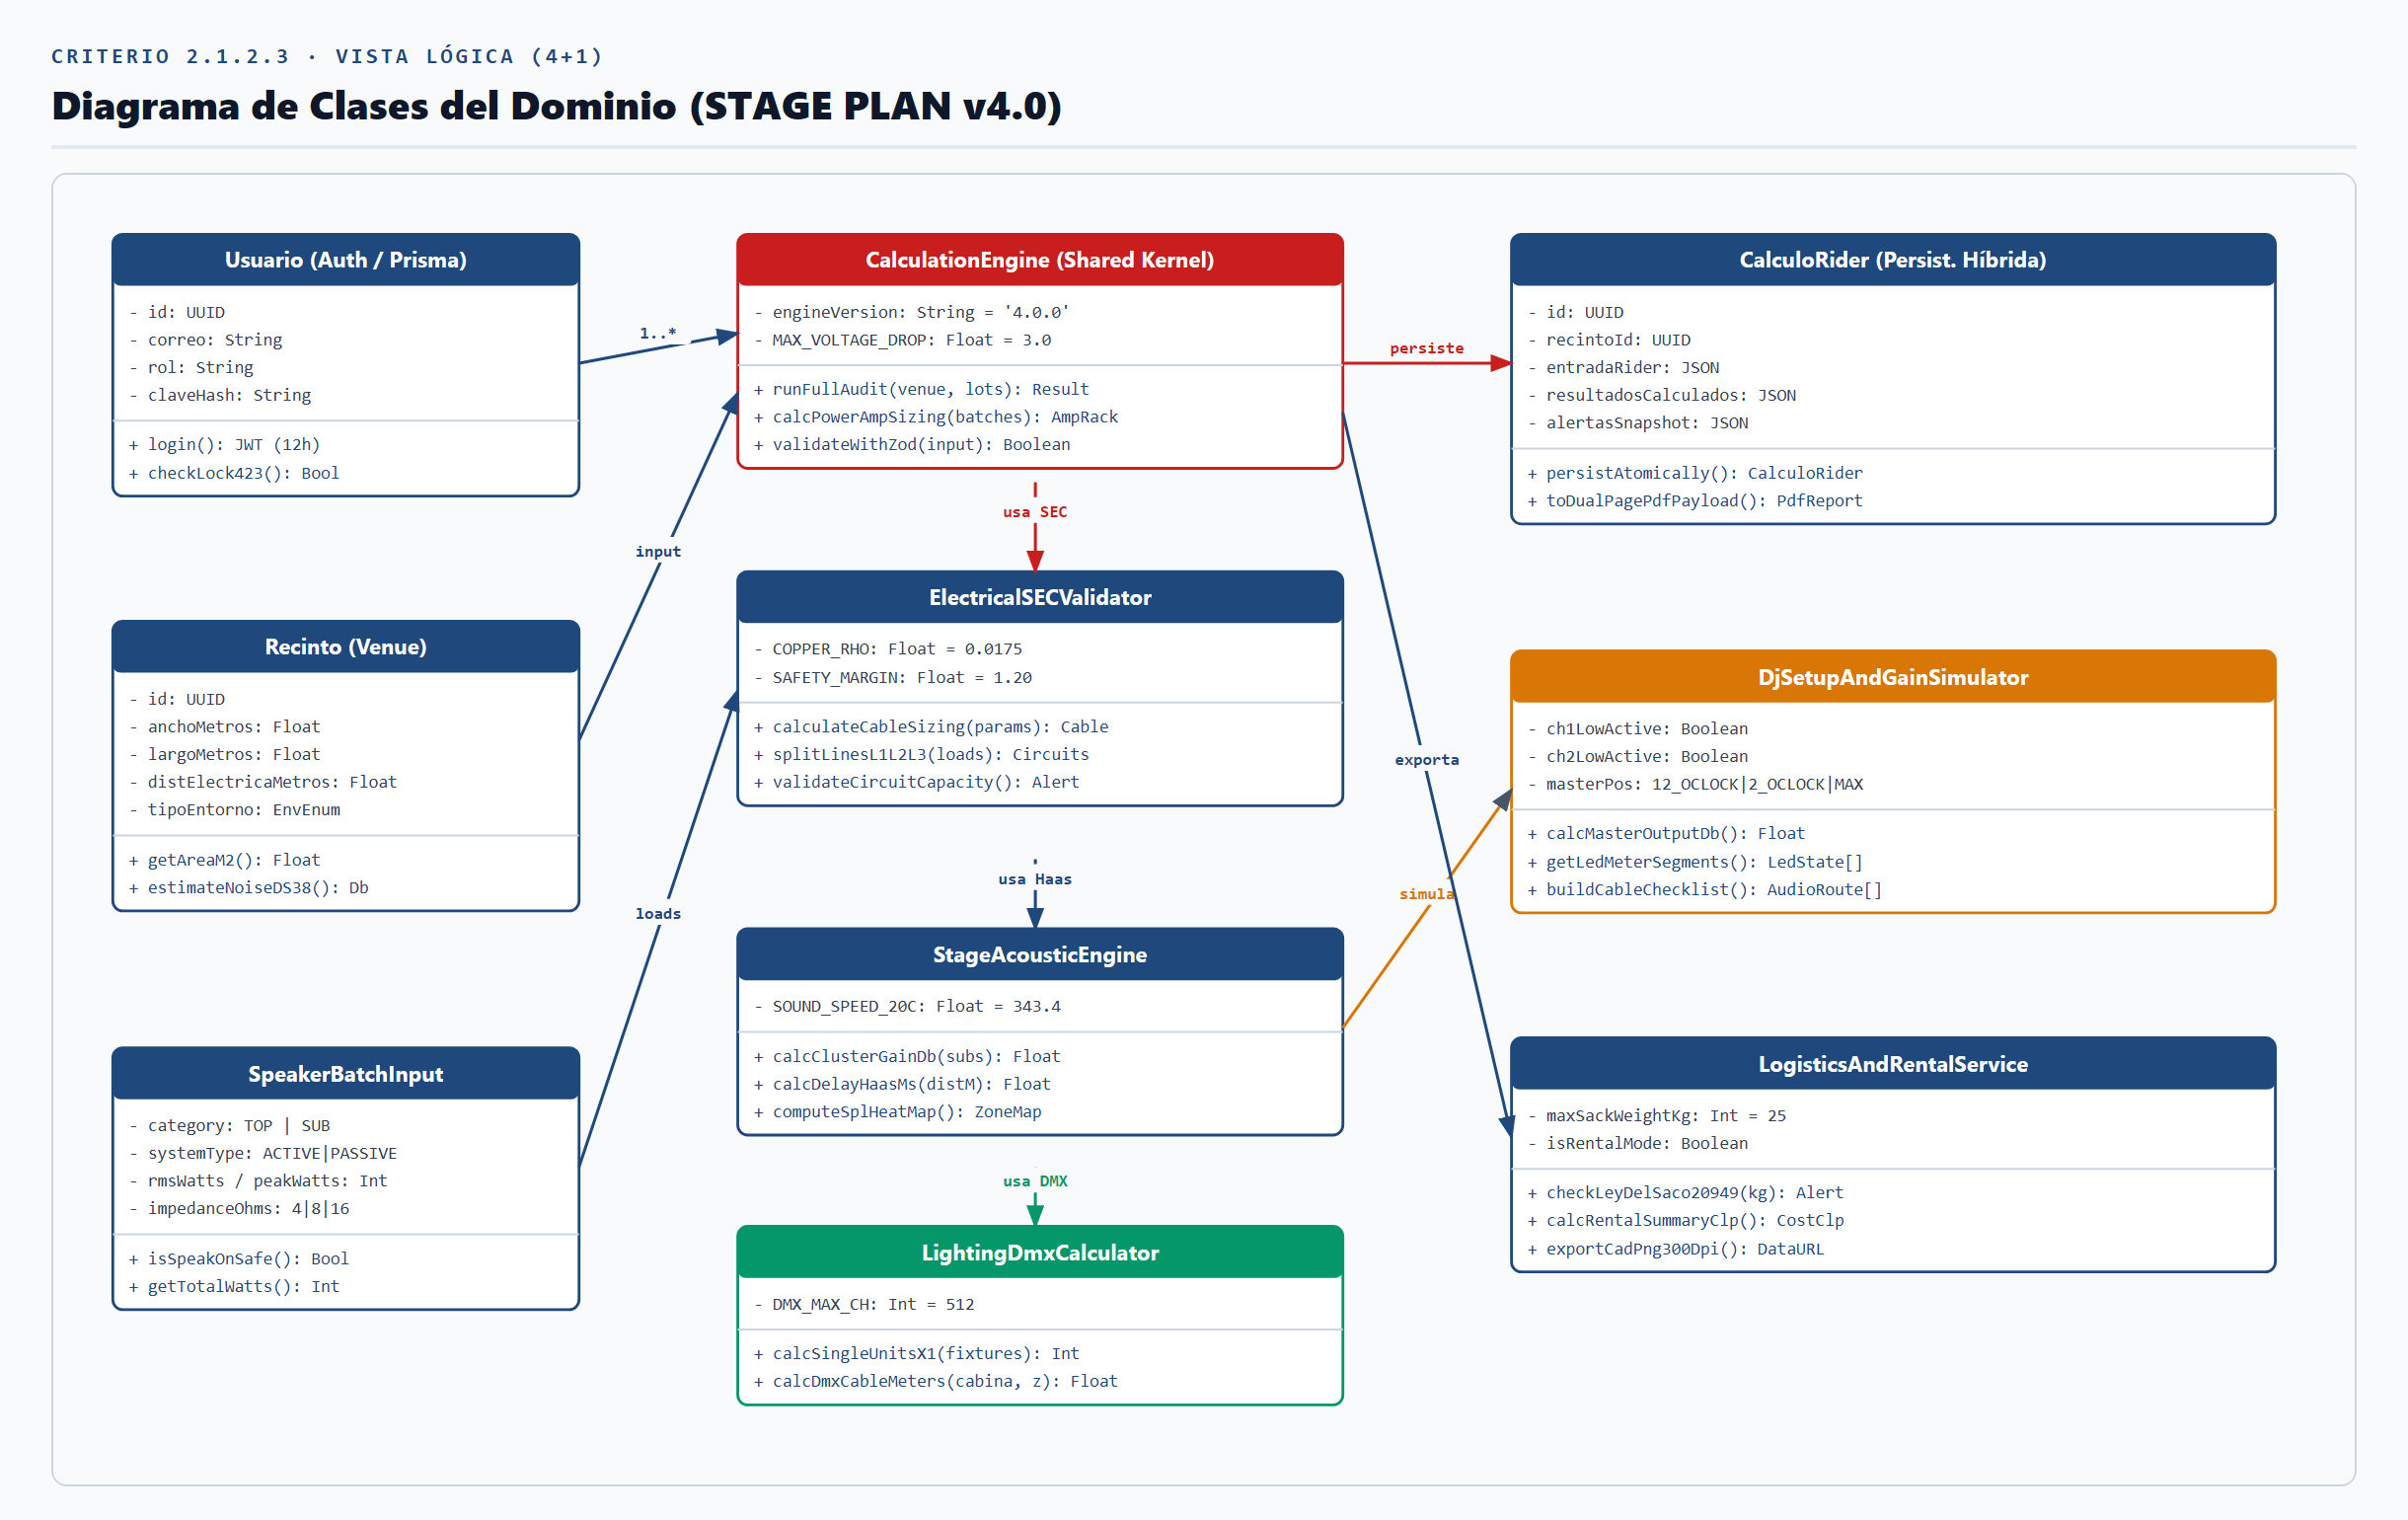 CRITERIO 2.1.2.3 · VISTA LÓGICA (4+1)
Diagrama de Clases del Dominio (STAGE PLAN v4.0)
Usuario (Auth / Prisma)
- id: UUID
- correo: String
- rol: String
- claveHash: String
+ login(): JWT (12h)
+ checkLock423(): Bool
Recinto (Venue)
- id: UUID
- anchoMetros: Float
- largoMetros: Float
- distElectricaMetros: Float
- tipoEntorno: EnvEnum
+ getAreaM2(): Float
+ estimateNoiseDS38(): Db
SpeakerBatchInput
- category: TOP | SUB
- systemType: ACTIVE|PASSIVE
- rmsWatts / peakWatts: Int
- impedanceOhms: 4|8|16
+ isSpeakOnSafe(): Bool
+ getTotalWatts(): Int
1..*
input
loads
CalculationEngine (Shared Kernel)
- engineVersion: String = '4.0.0'
- MAX_VOLTAGE_DROP: Float = 3.0
+ runFullAudit(venue, lots): Result
+ calcPowerAmpSizing(batches): AmpRack
+ validateWithZod(input): Boolean
usa SEC
ElectricalSECValidator
- COPPER_RHO: Float = 0.0175
- SAFETY_MARGIN: Float = 1.20
+ calculateCableSizing(params): Cable
+ splitLinesL1L2L3(loads): Circuits
+ validateCircuitCapacity(): Alert
usa Haas
StageAcousticEngine
- SOUND_SPEED_20C: Float = 343.4
+ calcClusterGainDb(subs): Float
+ calcDelayHaasMs(distM): Float
+ computeSplHeatMap(): ZoneMap
usa DMX
LightingDmxCalculator
- DMX_MAX_CH: Int = 512
+ calcSingleUnitsX1(fixtures): Int
+ calcDmxCableMeters(cabina, z): Float
persiste
exporta
simula
CalculoRider (Persist. Híbrida)
- id: UUID
- recintoId: UUID
- entradaRider: JSON
- resultadosCalculados: JSON
- alertasSnapshot: JSON
+ persistAtomically(): CalculoRider
+ toDualPagePdfPayload(): PdfReport
DjSetupAndGainSimulator
- ch1LowActive: Boolean
- ch2LowActive: Boolean
- masterPos: 12_OCLOCK|2_OCLOCK|MAX
+ calcMasterOutputDb(): Float
+ getLedMeterSegments(): LedState[]
+ buildCableChecklist(): AudioRoute[]
LogisticsAndRentalService
- maxSackWeightKg: Int = 25
- isRentalMode: Boolean
+ checkLeyDelSaco20949(kg): Alert
+ calcRentalSummaryClp(): CostClp
+ exportCadPng300Dpi(): DataURL